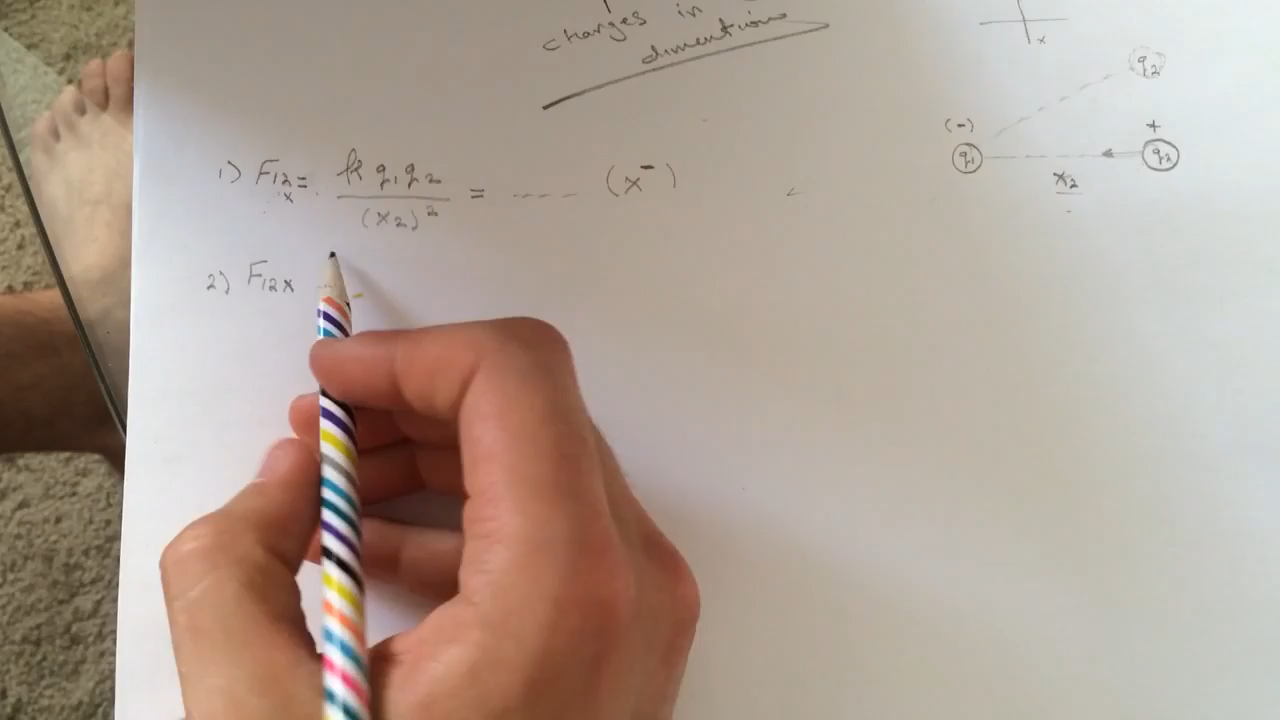 charges in
dimentions
x
q2
(-) +
q1 q2
x2
1) F12x = k q1 q2 / (x2)^2 = ----- (x⁻)
2) F12x